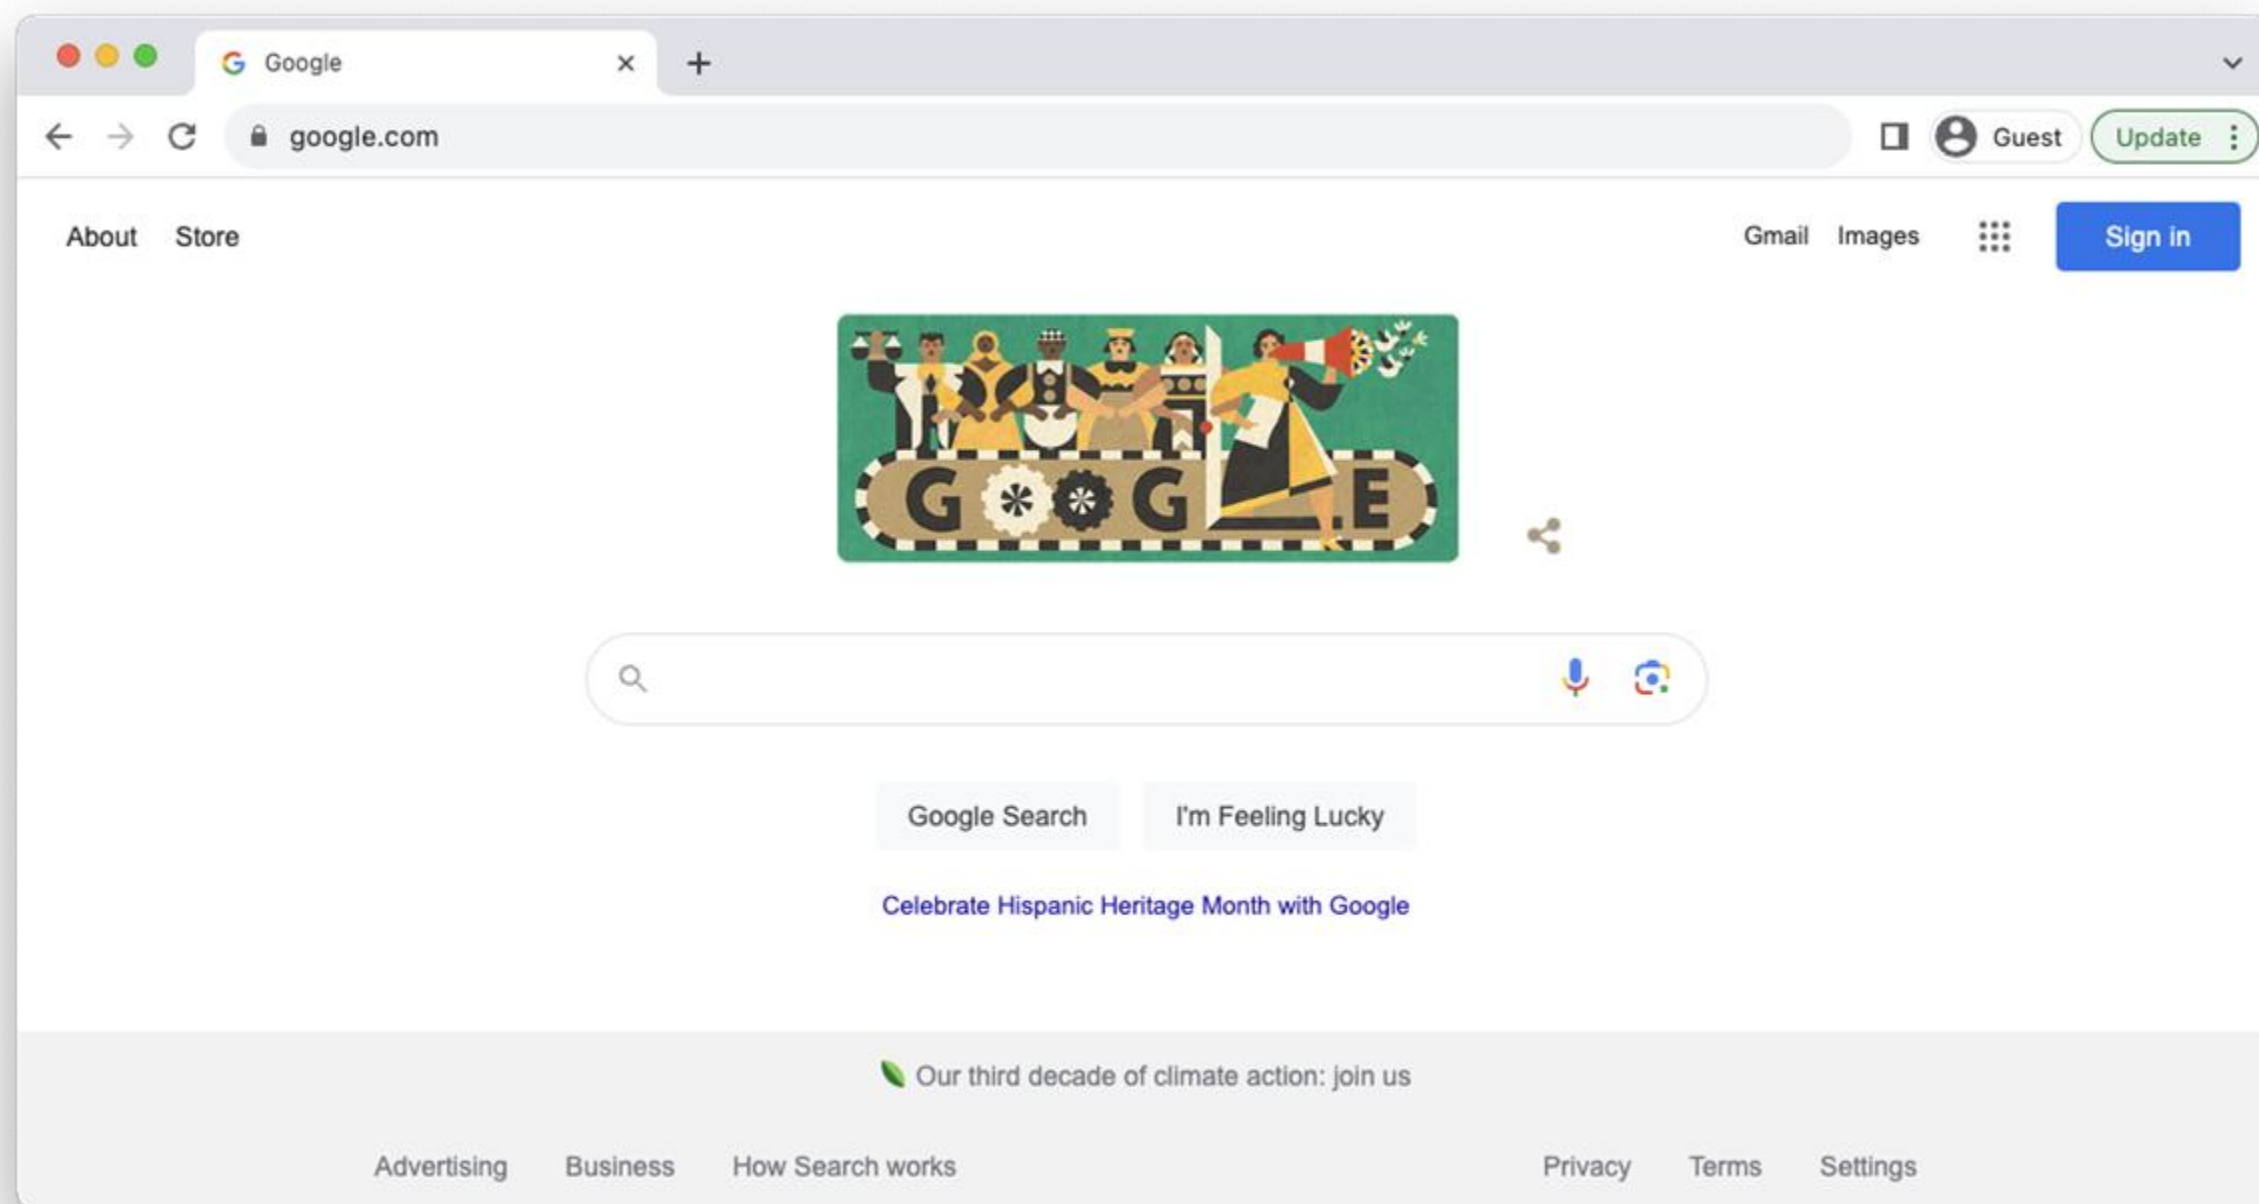 Google
google.com
Guest
Update
About Store
Gmail Images
Sign in
GOOGLE
Google Search
I'm Feeling Lucky
Celebrate Hispanic Heritage Month with Google
Our third decade of climate action: join us
Advertising Business How Search works
Privacy Terms Settings